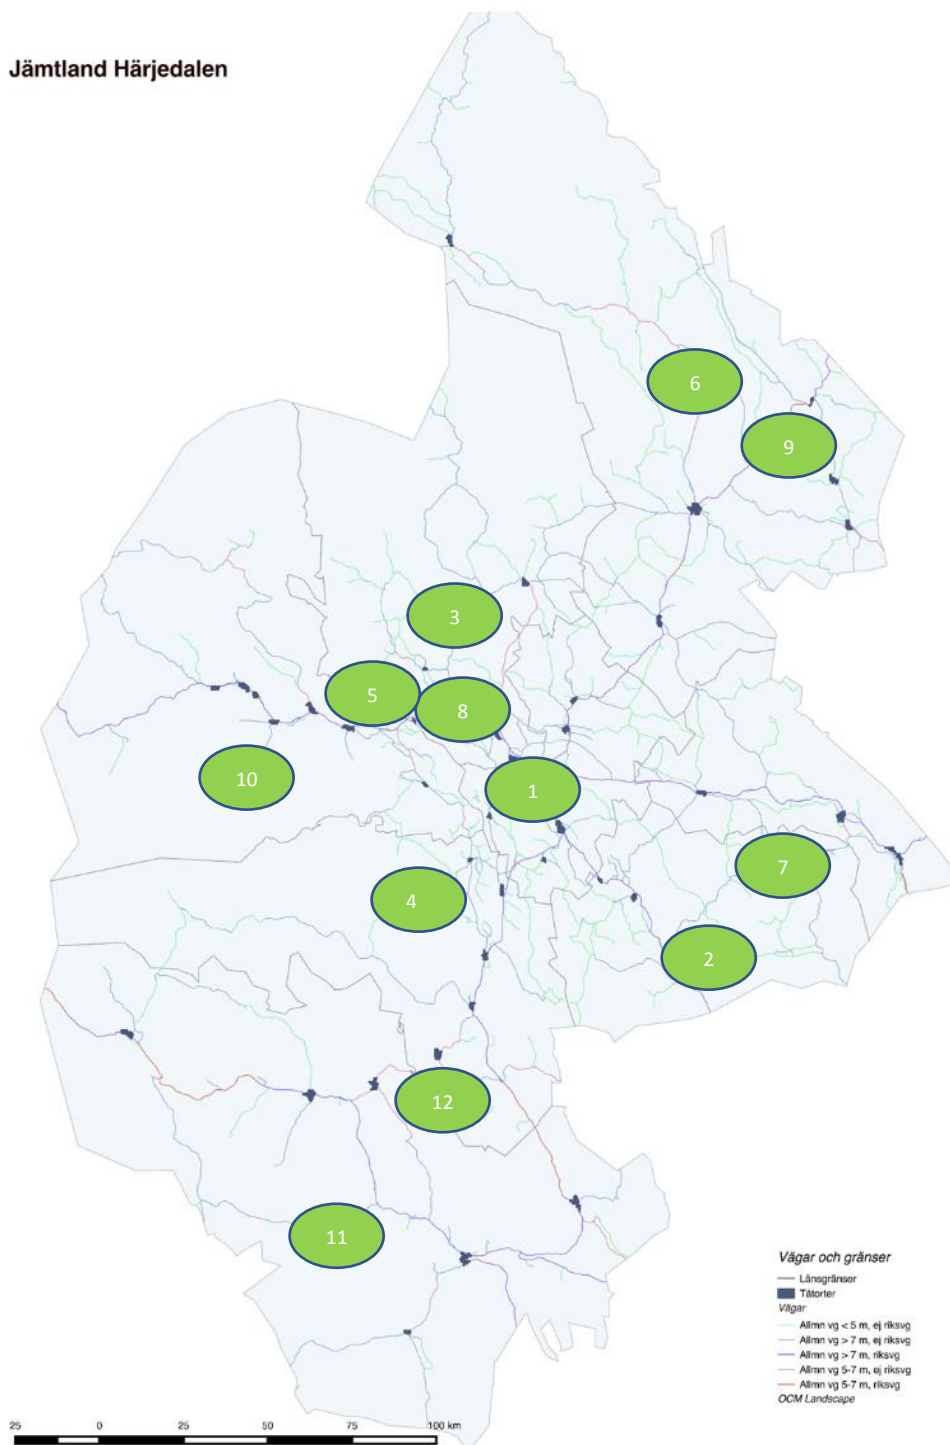 Jämtland Härjedalen
6
9
3
5
8
10
1
7
4
2
12
11
Vägar och gränser
Länsgränser
Tätorter
Vägar
Allmn vg < 5 m, ej riksvg
Allmn vg > 7 m, ej riksvg
Allmn vg > 7 m, riksvg
Allmn vg 5-7 m, ej riksvg
Allmn vg 5-7 m, riksvg
OCM Landscape
25 0 25 50 75 100 km